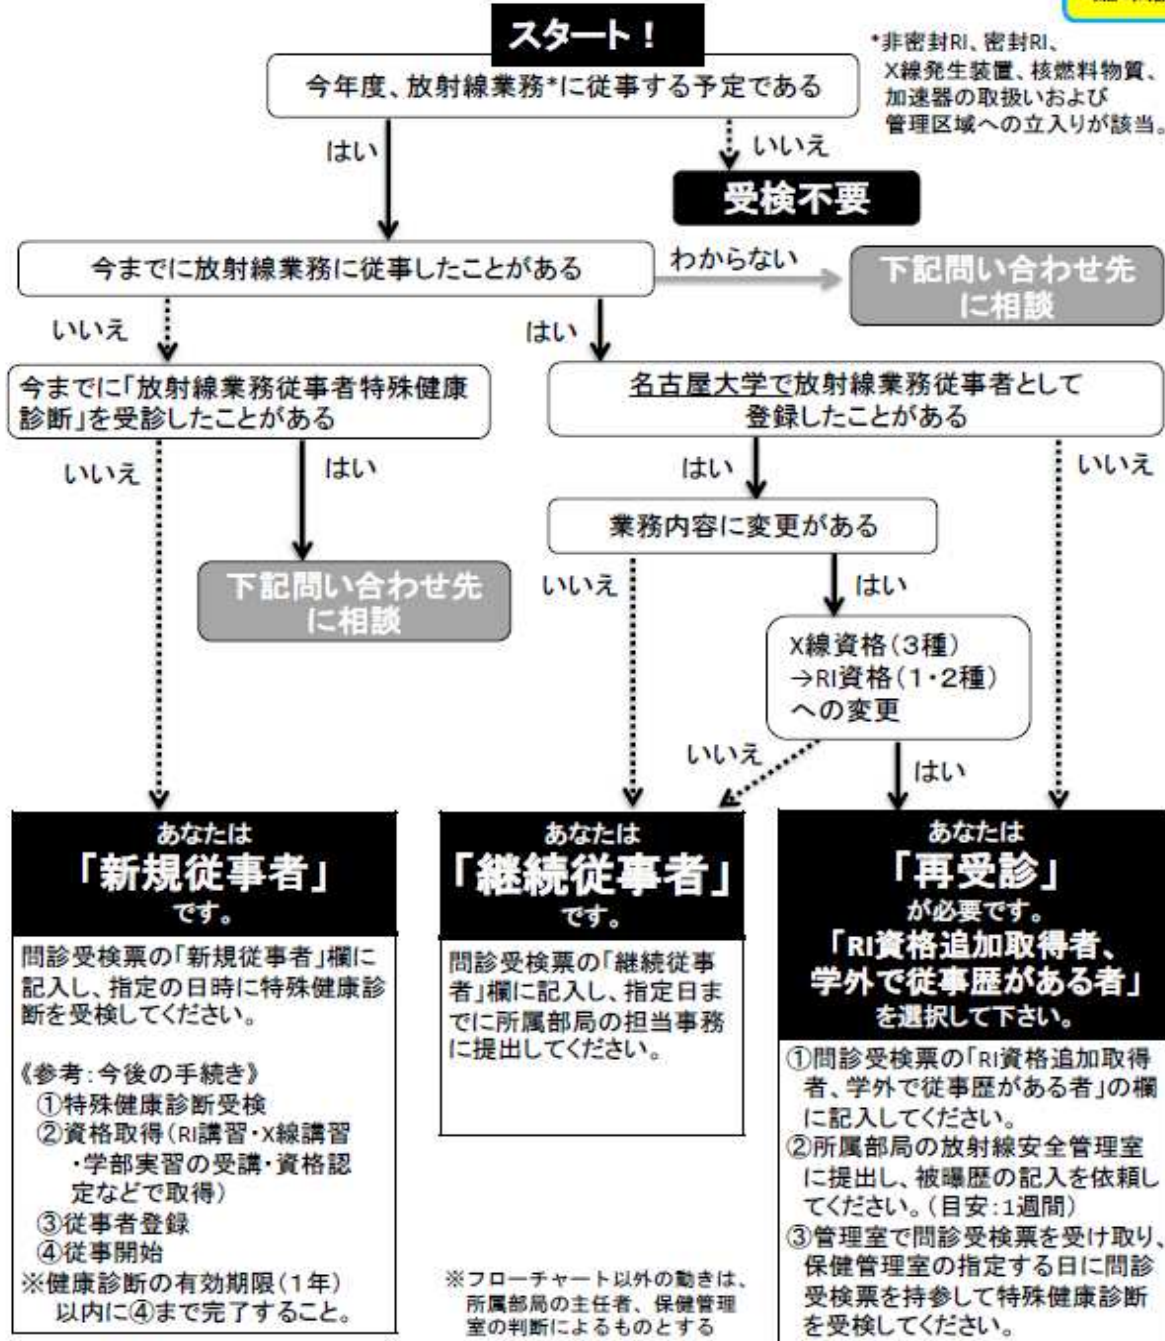 スタート！
今年度、放射線業務*に従事する予定である
*非密封RI、密封RI、
X線発生装置、核燃料物質、
加速器の取扱いおよび
管理区域への立入りが該当。
はい
いいえ
受検不要
今までに放射線業務に従事したことがある
わからない
下記問い合わせ先
に相談
いいえ
はい
今までに「放射線業務従事者特殊健康
診断」を受診したことがある
名古屋大学で放射線業務従事者として
登録したことがある
いいえ
はい
はい
いいえ
業務内容に変更がある
下記問い合わせ先
に相談
いいえ
はい
X線資格(3種)
→RI資格(1・2種)
への変更
いいえ
はい
あなたは
「新規従事者」
です。
問診受検票の「新規従事者」欄に
記入し、指定の日時に特殊健康診
断を受検してください。
《参考:今後の手続き》
①特殊健康診断受検
②資格取得(RI講習・X線講習
・学部実習の受講・資格認
定などで取得)
③従事者登録
④従事開始
※健康診断の有効期限(1年)
以内に④まで完了すること。
あなたは
「継続従事者」
です。
問診受検票の「継続従事
者」欄に記入し、指定日ま
でに所属部局の担当事務
に提出してください。
※フローチャート以外の動きは、
所属部局の主任者、保健管理
室の判断によるものとする
あなたは
「再受診」
が必要です。
「RI資格追加取得者、
学外で従事歴がある者」
を選択して下さい。
①問診受検票の「RI資格追加取得
者、学外で従事歴がある者」の欄
に記入してください。
②所属部局の放射線安全管理室
に提出し、被曝歴の記入を依頼し
てください。(目安:1週間)
③管理室で問診受検票を受け取り、
保健管理室の指定する日に問診
受検票を持参して特殊健康診断
を受検してください。